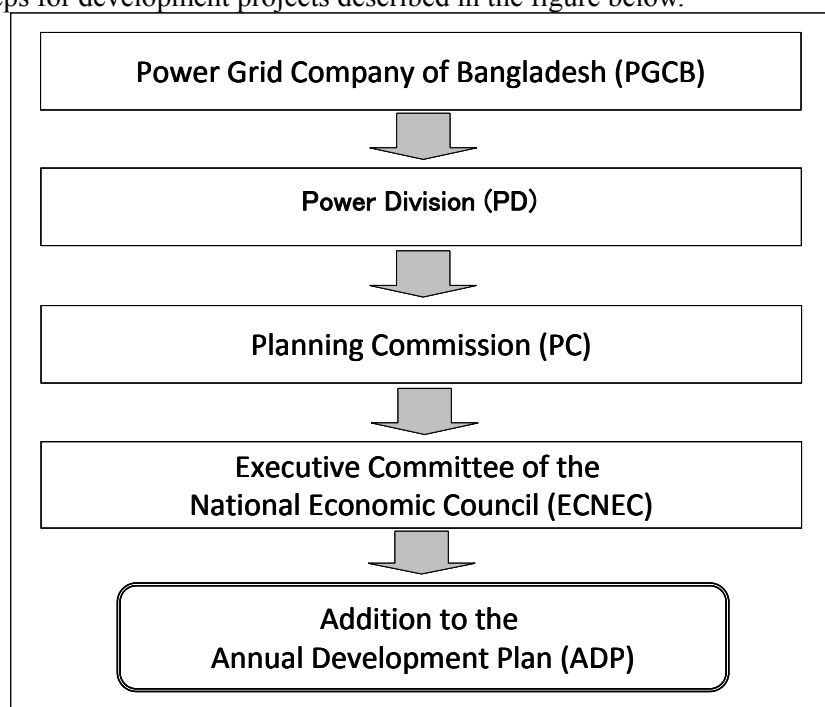 for development projects described in the figure below.
Power Grid Company of Bangladesh (PGCB)
Power Division (PD)
Planning Commission (PC)
Executive Committee of the
National Economic Council (ECNEC)
Addition to the
Annual Development Plan (ADP)